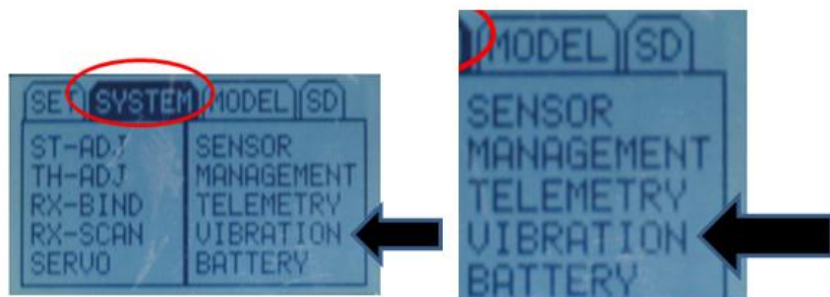 SET SYSTEM MODEL SD
ST-ADJ SENSOR
TH-ADJ MANAGEMENT
RX-BIND TELEMETRY
RX-SCAN VIBRATION
SERVO BATTERY
MODEL SD
SENSOR
MANAGEMENT
TELEMETRY
VIBRATION
BATTERY